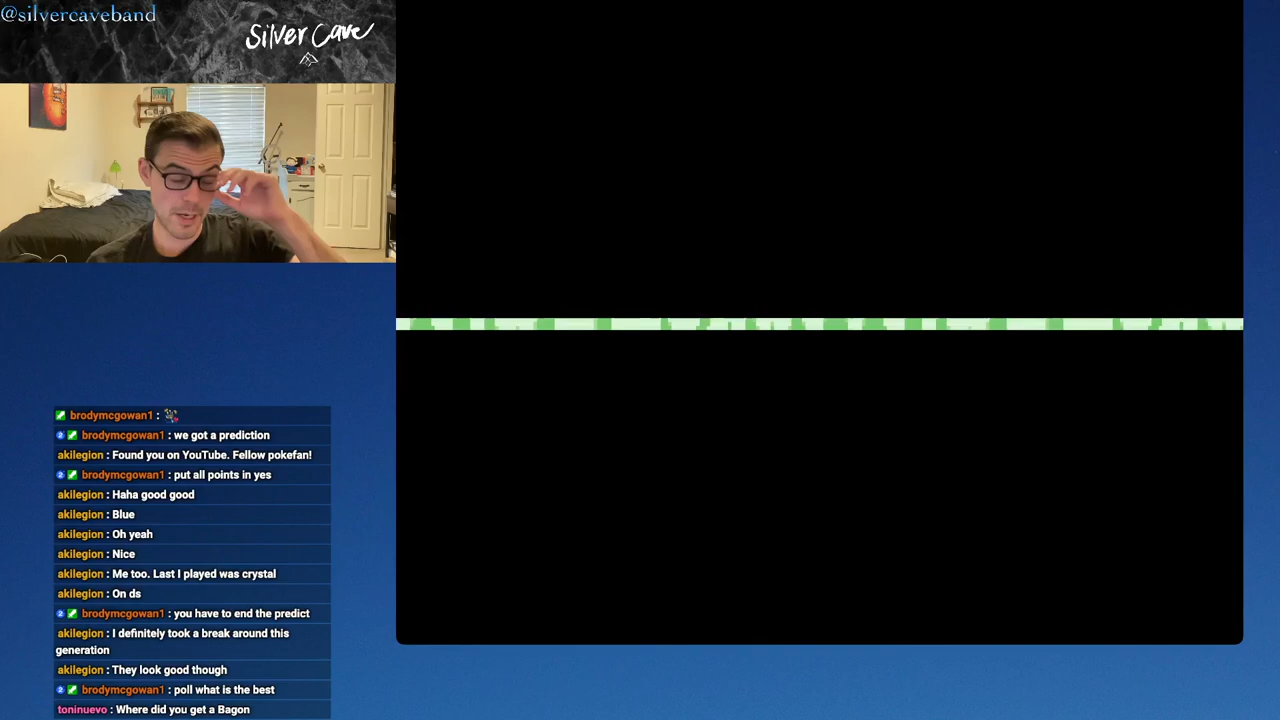 @silvercaveband
Silver Cave
brodymcgowan1 :
brodymcgowan1 : we got a prediction
akilegion : Found you on YouTube. Fellow pokefan!
brodymcgowan1 : put all points in yes
akilegion : Haha good good
akilegion : Blue
akilegion : Oh yeah
akilegion : Nice
akilegion : Me too. Last I played was crystal
akilegion : On ds
brodymcgowan1 : you have to end the predict
akilegion : I definitely took a break around this
generation
akilegion : They look good though
brodymcgowan1 : poll what is the best
toninuevo : Where did you get a Bagon